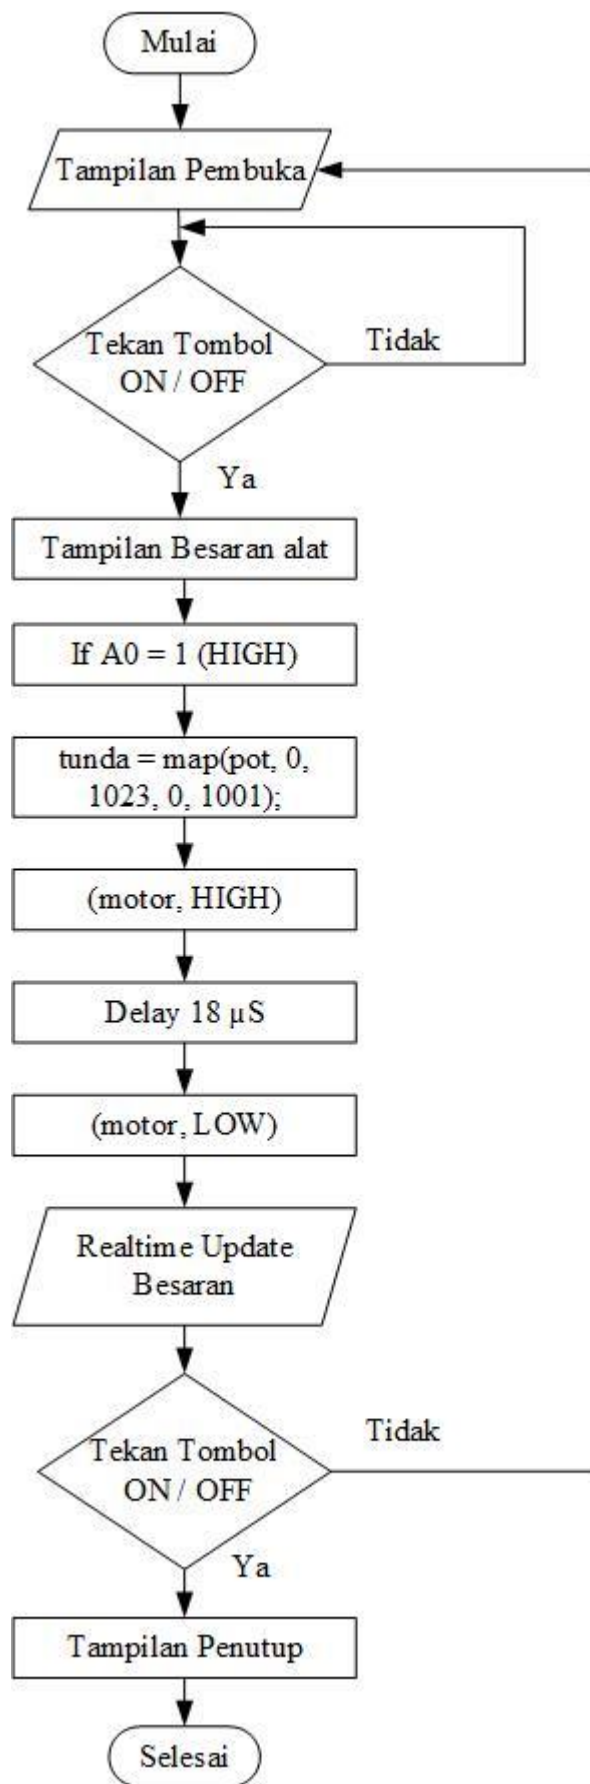 Mulai
Tampilan Pembuka
Tekan Tombol
ON / OFF
Tidak
Ya
Tampilan Besaran alat
If A0 = 1 (HIGH)
tunda = map(pot, 0,
1023, 0, 1001);
(motor, HIGH)
Delay 18 µS
(motor, LOW)
Realtime Update
Besaran
Tekan Tombol
ON / OFF
Tidak
Ya
Tampilan Penutup
Selesai